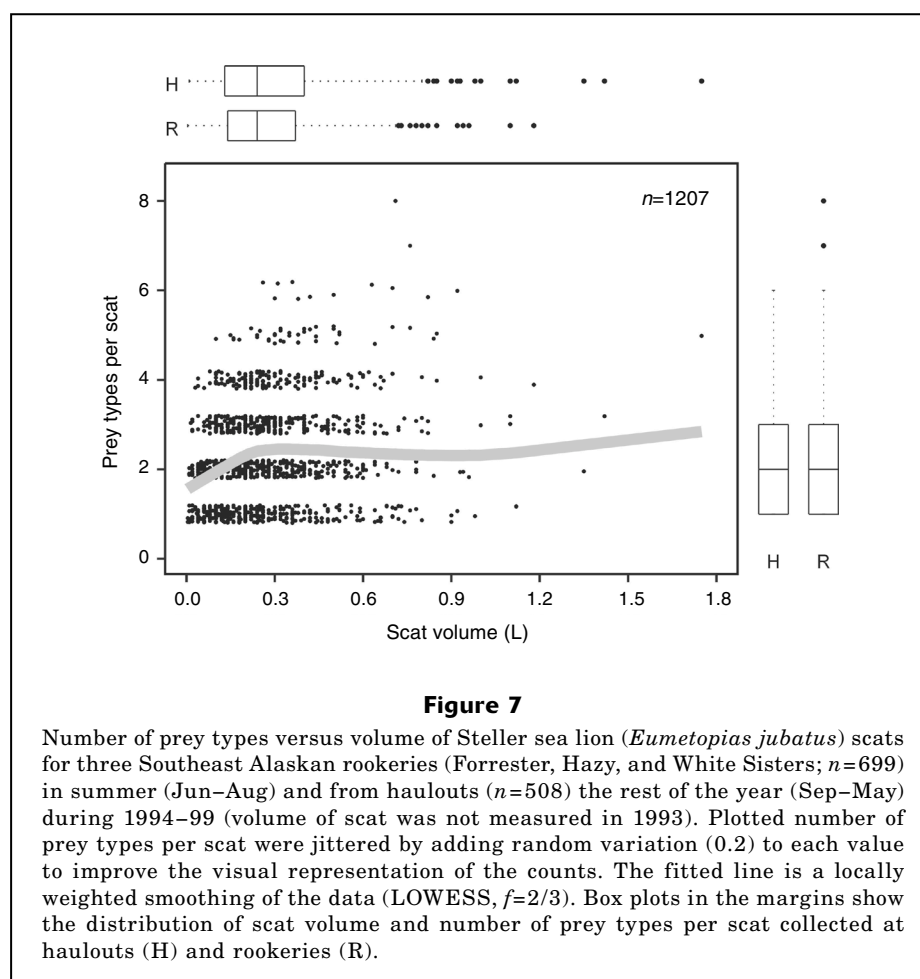 H
R
n=1207
8
6
4
2
0
Prey types per scat
H R
0.0 0.3 0.6 0.9 1.2 1.5 1.8
Scat volume (L)
Figure 7
Number of prey types versus volume of Steller sea lion (Eumetopias jubatus) scats
for three Southeast Alaskan rookeries (Forrester, Hazy, and White Sisters; n=699)
in summer (Jun–Aug) and from haulouts (n=508) the rest of the year (Sep–May)
during 1994–99 (volume of scat was not measured in 1993). Plotted number of
prey types per scat were jittered by adding random variation (0.2) to each value
to improve the visual representation of the counts. The fitted line is a locally
weighted smoothing of the data (LOWESS, f=2/3). Box plots in the margins show
the distribution of scat volume and number of prey types per scat collected at
haulouts (H) and rookeries (R).